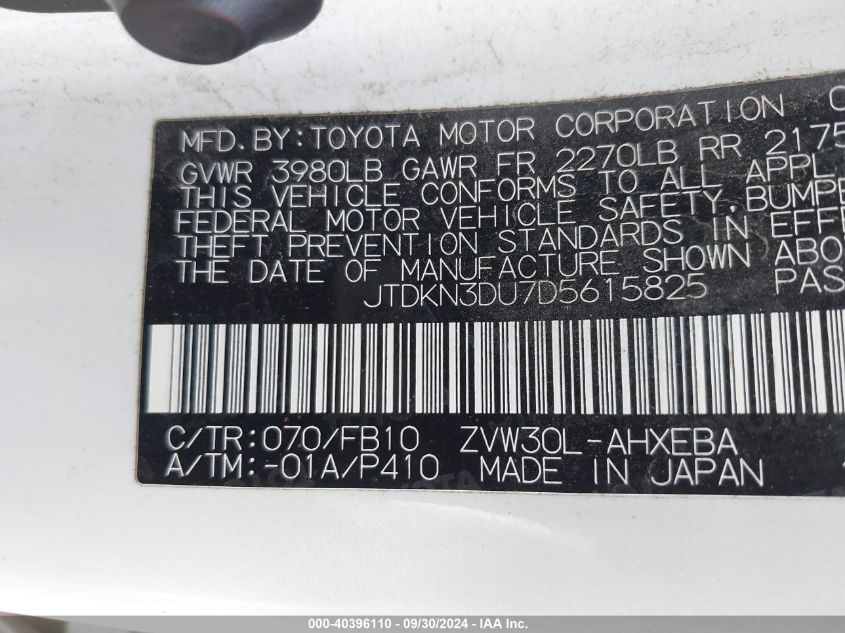 MFD. BY: TOYOTA MOTOR CORPORATION
GVWR 3980LB GAWR FR 2270LB RR 2175
THIS VEHICLE CONFORMS TO ALL APPL
FEDERAL MOTOR VEHICLE SAFETY, BUMPE
THEFT PREVENTION STANDARDS IN EFFE
THE DATE OF MANUFACTURE SHOWN ABO
JTDKN3DU7D5615825 PAS
C/TR: 070/FB10 ZVW30L-AHXEBA
A/TM: -01A/P410 MADE IN JAPAN
000-40396110 - 09/30/2024 - IAA Inc.